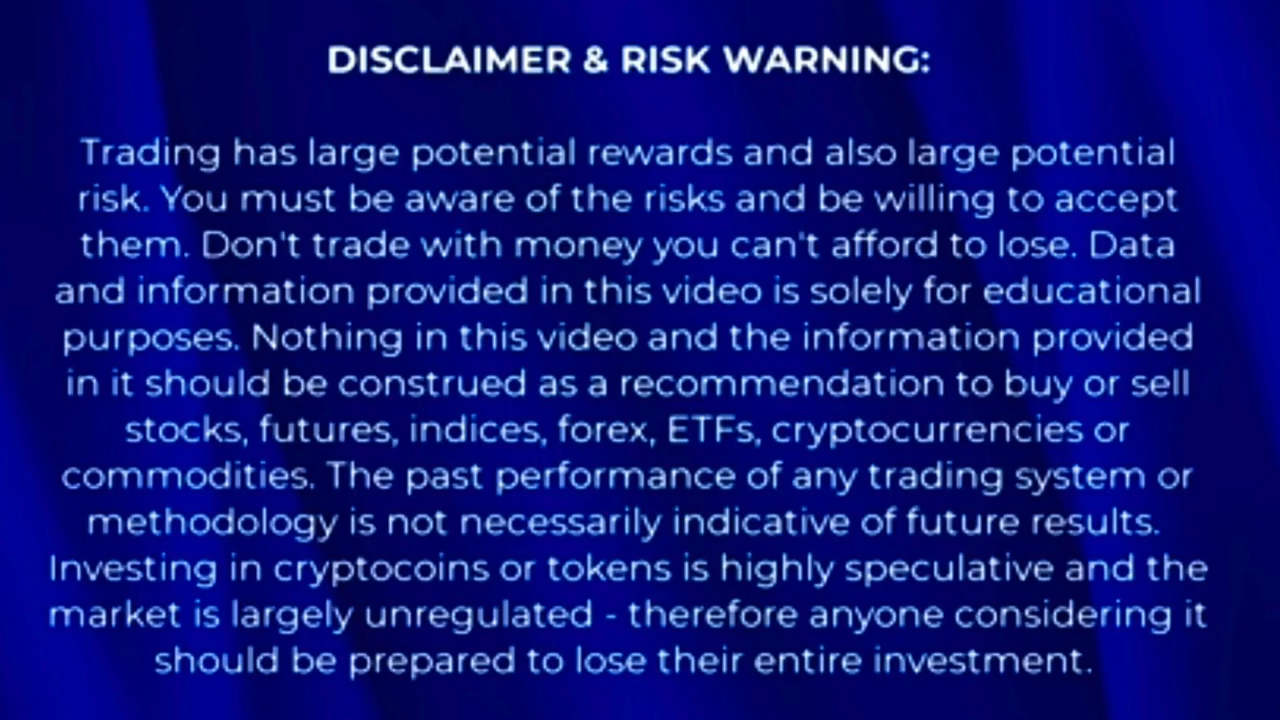 DISCLAIMER & RISK WARNING:
Trading has large potential rewards and also large potential
risk. You must be aware of the risks and be willing to accept
them. Don't trade with money you can't afford to lose. Data
and information provided in this video is solely for educational
purposes. Nothing in this video and the information provided
in it should be construed as a recommendation to buy or sell
stocks, futures, indices, forex, ETFs, cryptocurrencies or
commodities. The past performance of any trading system or
methodology is not necessarily indicative of future results.
Investing in cryptocoins or tokens is highly speculative and the
market is largely unregulated - therefore anyone considering it
should be prepared to lose their entire investment.